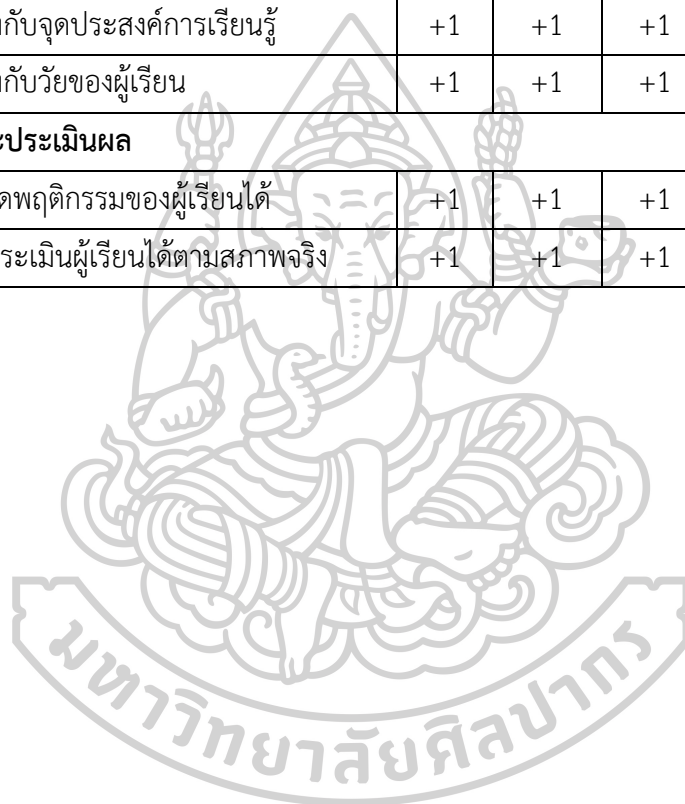 กับจุดประสงค์การเรียนรู้ +1 +1 +1
กับวัยของผู้เรียน +1 +1 +1
ประเมินผล
พฤติกรรมของผู้เรียนได้ +1 +1 +1
ระเมินผู้เรียนได้ตามสภาพจริง +1 +1 +1
มหาวิทยาลัยศิลปากร